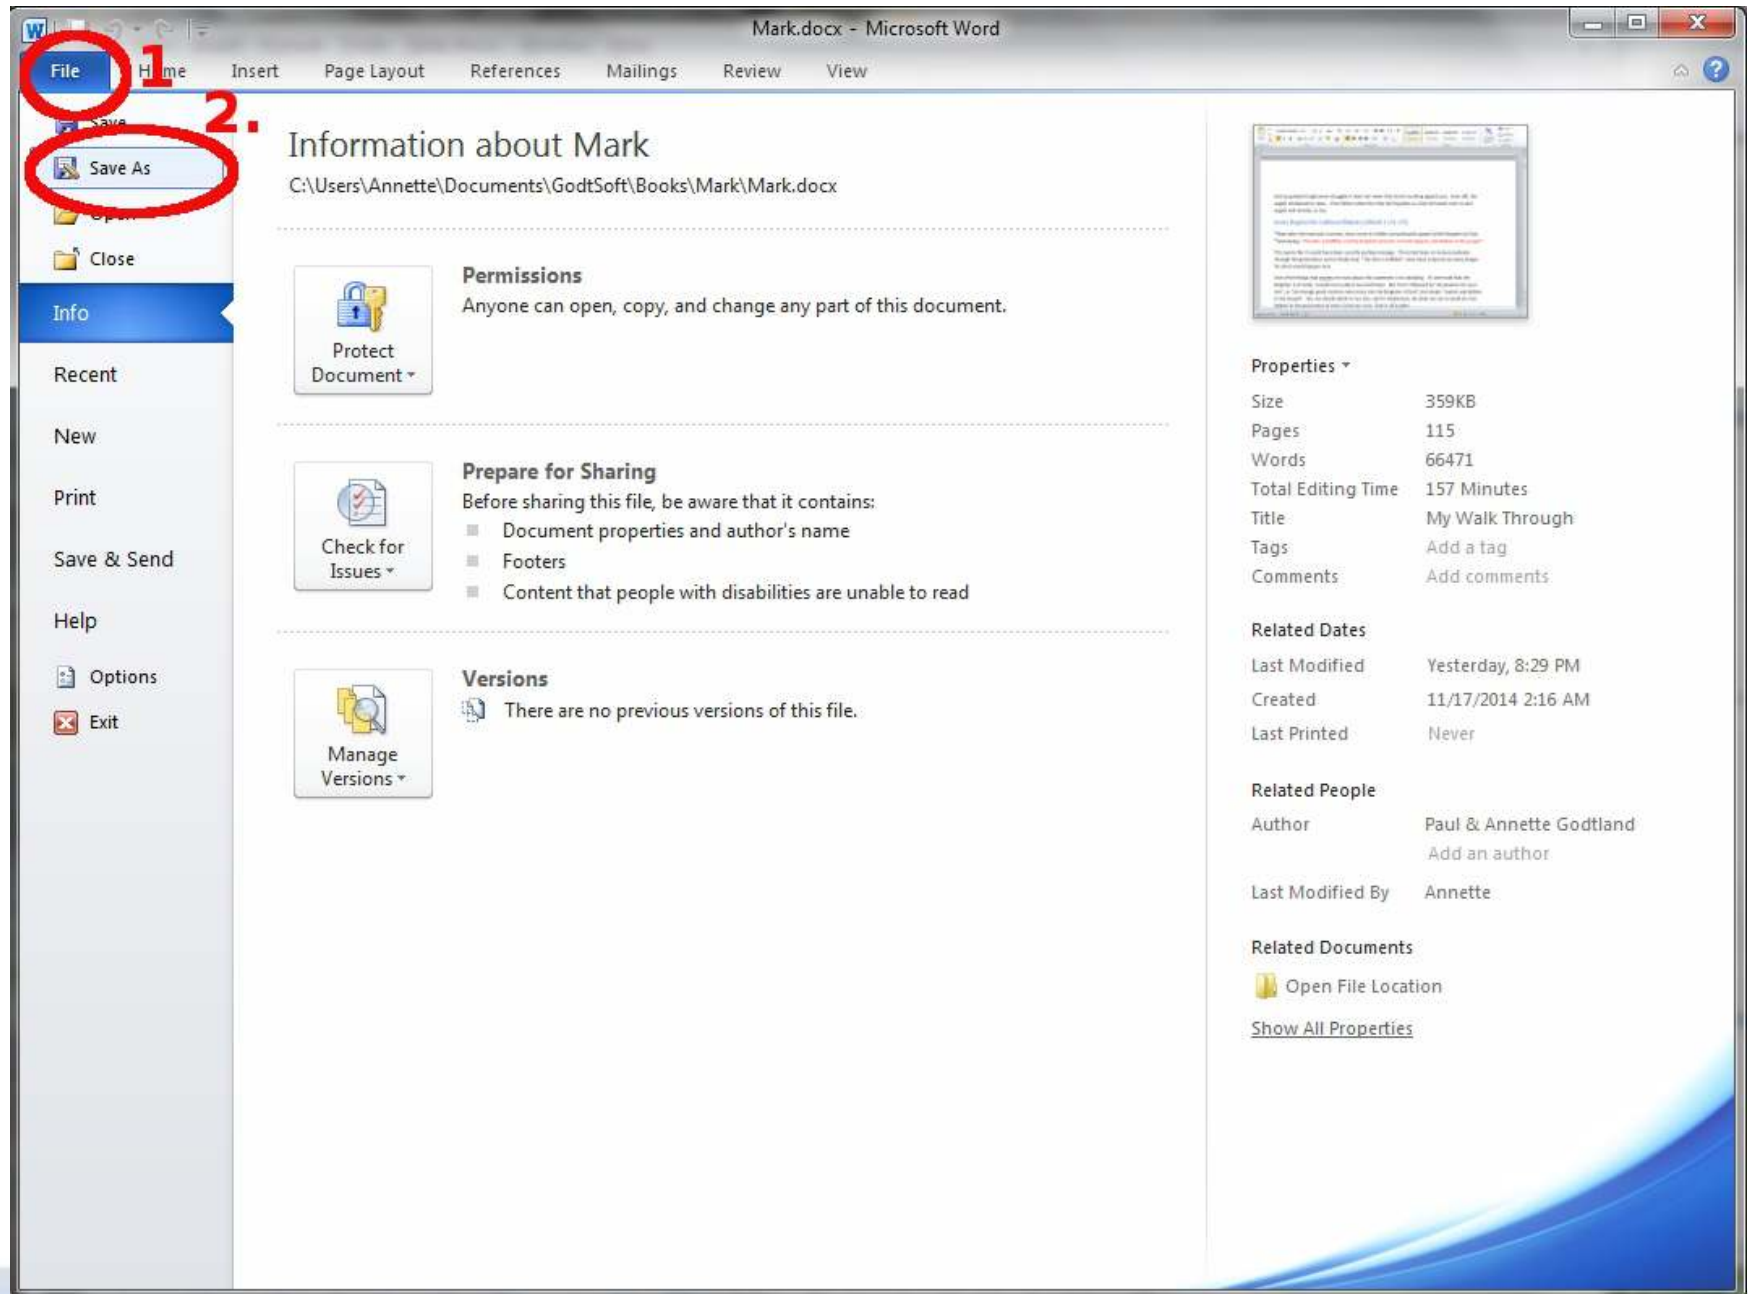 Mark.docx - Microsoft Word
File Home Insert Page Layout References Mailings Review View
1
2.
Save
Save As
Open
Close
Info
Recent
New
Print
Save & Send
Help
Options
Exit
Information about Mark
C:\Users\Annette\Documents\GodtSoft\Books\Mark\Mark.docx
Protect
Document
Permissions
Anyone can open, copy, and change any part of this document.
Check for
Issues
Prepare for Sharing
Before sharing this file, be aware that it contains:
Document properties and author's name
Footers
Content that people with disabilities are unable to read
Manage
Versions
Versions
There are no previous versions of this file.
Properties
Size 359KB
Pages 115
Words 66471
Total Editing Time 157 Minutes
Title My Walk Through
Tags Add a tag
Comments Add comments
Related Dates
Last Modified Yesterday, 8:29 PM
Created 11/17/2014 2:16 AM
Last Printed Never
Related People
Author Paul & Annette Godtland
Add an author
Last Modified By Annette
Related Documents
Open File Location
Show All Properties